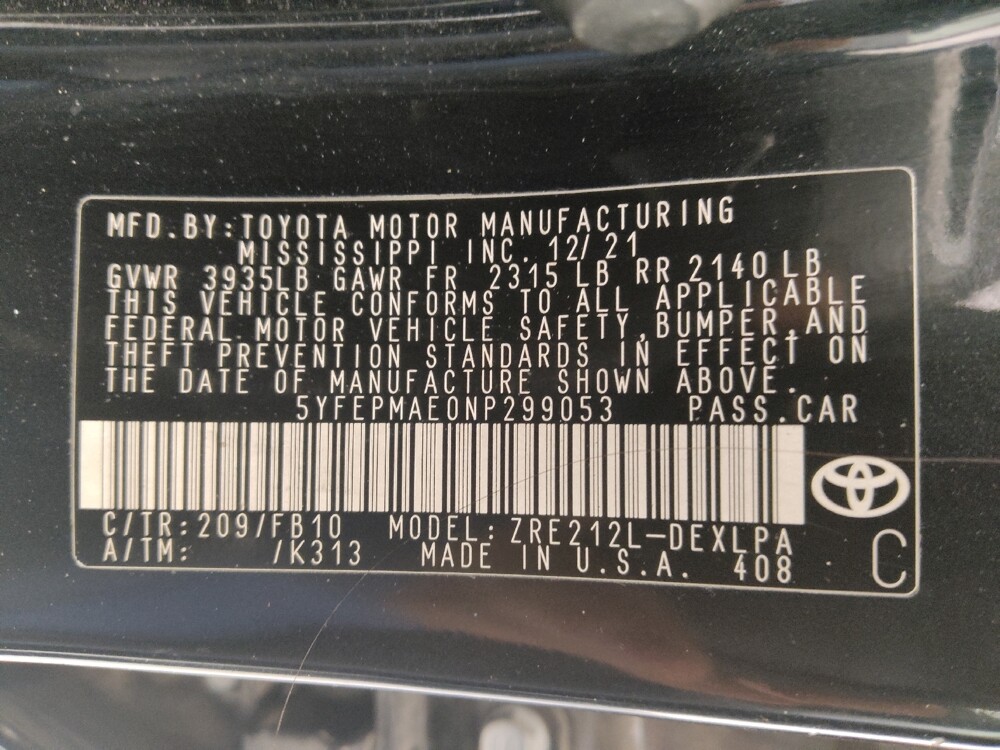 MFD.BY:TOYOTA MOTOR MANUFACTURING
MISSISSIPPI INC. 12/21
GVWR 3935LB GAWR FR 2315 LB RR 2140 LB
THIS VEHICLE CONFORMS TO ALL APPLICABLE
FEDERAL MOTOR VEHICLE SAFETY, BUMPER, AND
THEFT PREVENTION STANDARDS IN EFFECT ON
THE DATE OF MANUFACTURE SHOWN ABOVE.
5YFEPMAE0NP299053 PASS.CAR
C/TR:209/FB10 MODEL:ZRE212L-DEXLPA
A/TM: /K313 MADE IN U.S.A. 408
C